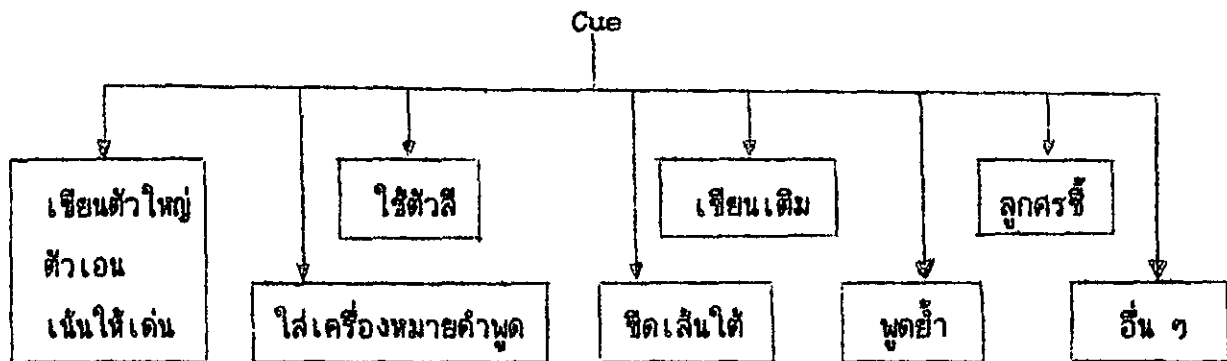 Cue
เขียนตัวใหญ่
ตัวเอน
เน้นให้เด่น
ใส่เครื่องหมายคำพูด
ใช้ตัวสี
ขีดเส้นใต้
เขียนเติม
พูดย้ำ
ลูกศรชี้
อื่น ๆ